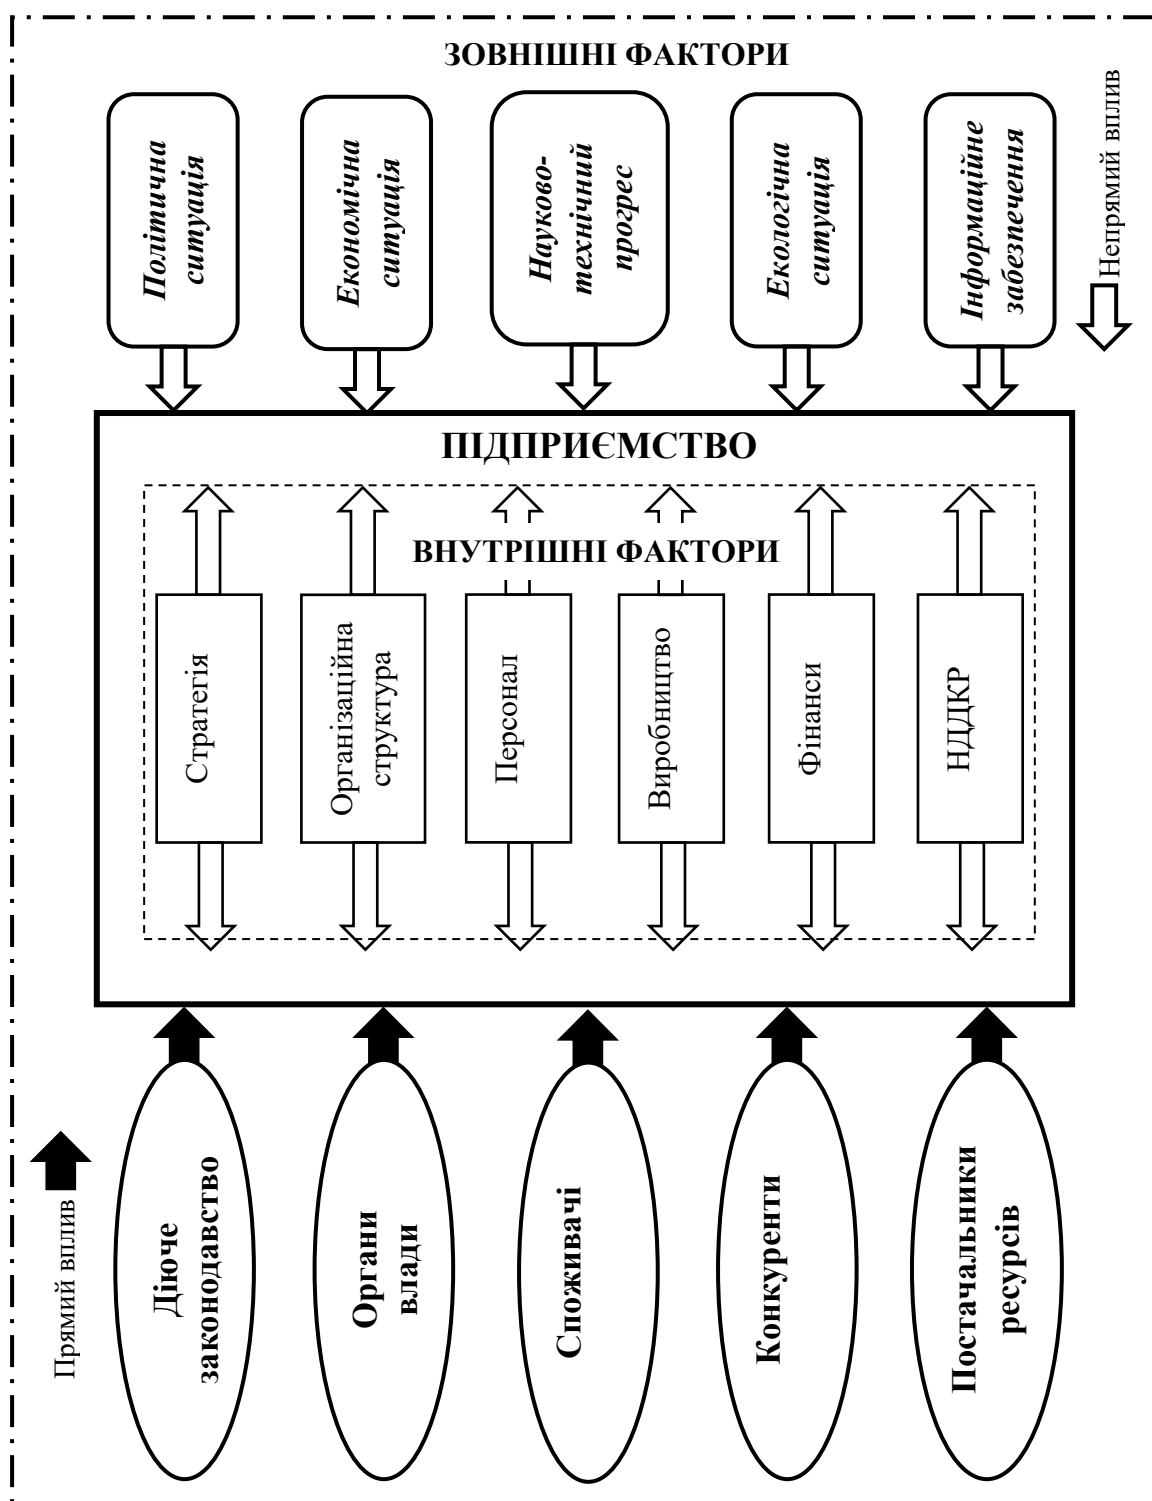 ЗОВНІШНІ ФАКТОРИ
Політична
ситуація
Економічна
ситуація
Науково-
технічний
прогрес
Екологічна
ситуація
Інформаційне
забезпечення
Непрямий вплив
ПІДПРИЄМСТВО
ВНУТРІШНІ ФАКТОРИ
Стратегія
Організаційна
структура
Персонал
Виробництво
Фінанси
НДДКР
Прямий вплив
Діюче
законодавство
Органи
влади
Споживачі
Конкуренти
Постачальники
ресурсів